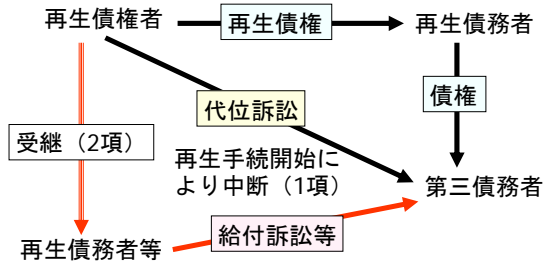 再生債権者
再生債権
再生債務者
債権
代位訴訟
受継（2項）
再生手続開始に
より中断（1項）
第三債務者
給付訴訟等
再生債務者等